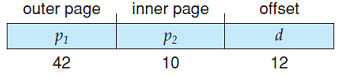 outer page inner page offset
p1 p2 d
42 10 12